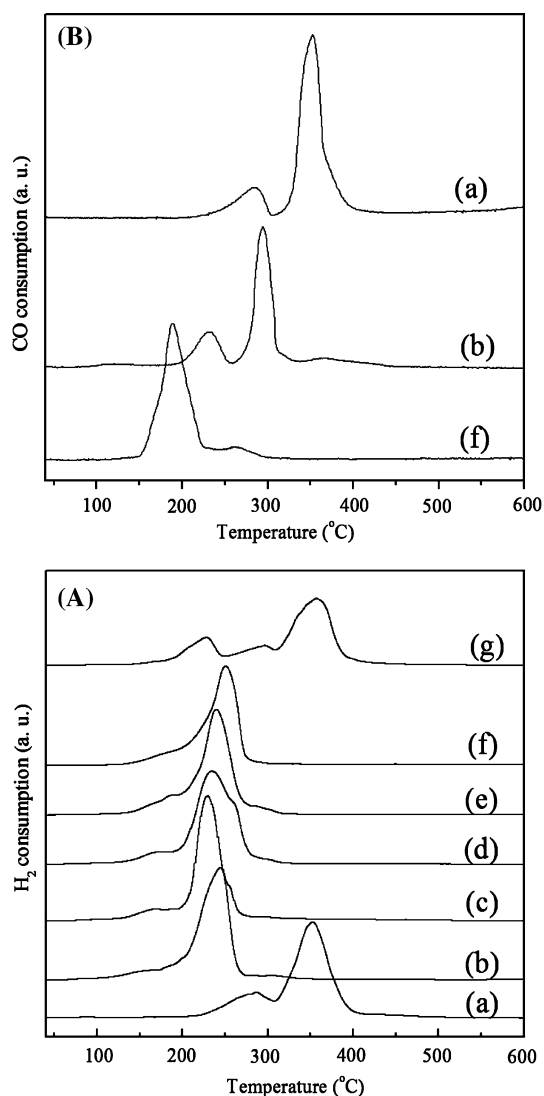 (B)
CO consumption (a. u.)
(a)
(b)
(f)
100 200 300 400 500 600
Temperature (°C)
(A)
H₂ consumption (a. u.)
(g)
(f)
(e)
(d)
(c)
(b)
(a)
100 200 300 400 500 600
Temperature (°C)